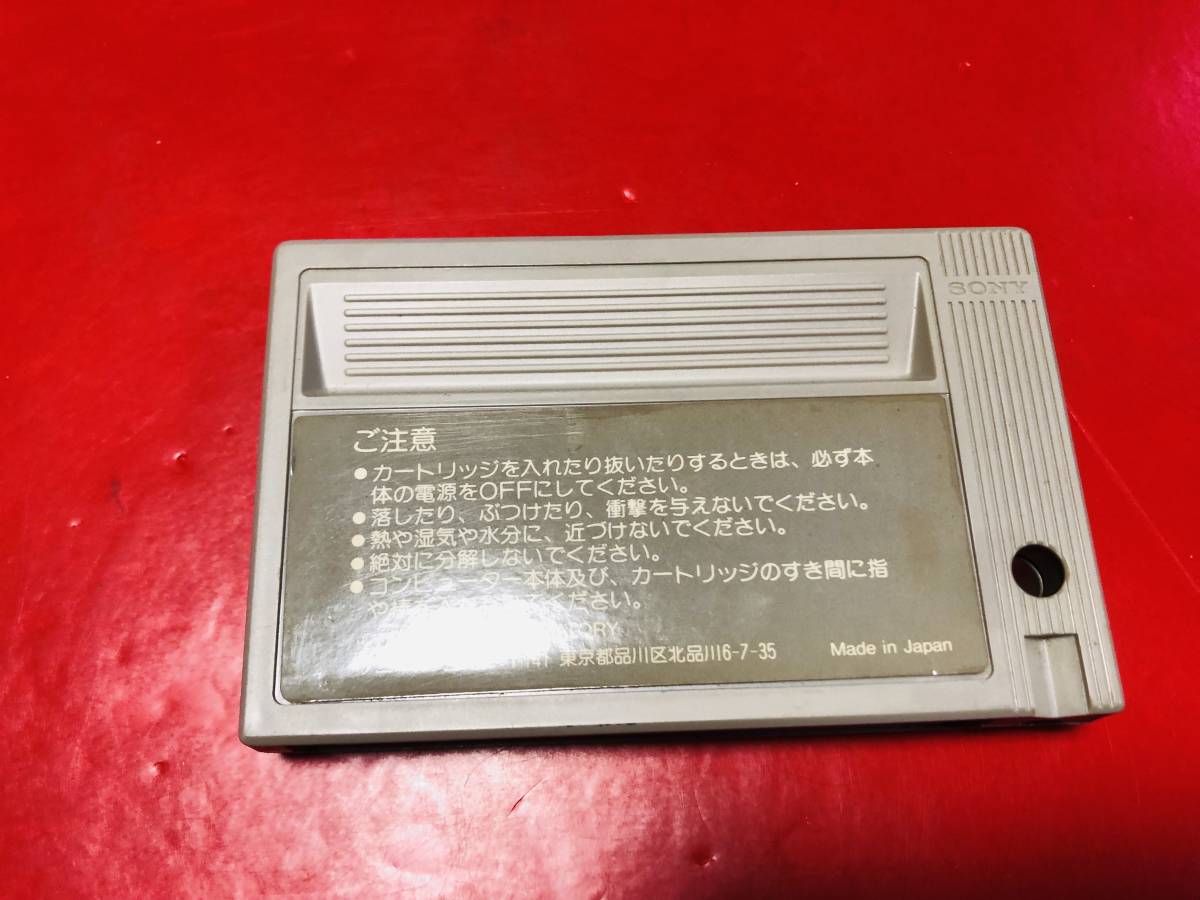 SONY
ご注意
●カートリッジを入れたり抜いたりするときは、必ず本
体の電源をOFFにしてください。
●落したり、ぶつけたり、衝撃を与えないでください。
●熱や湿気や水分に、近づけないでください。
●絶対に分解しないでください。
●コンピューター本体及び、カートリッジのすき間に指
ください。
東京都品川区北品川6-7-35 Made in Japan